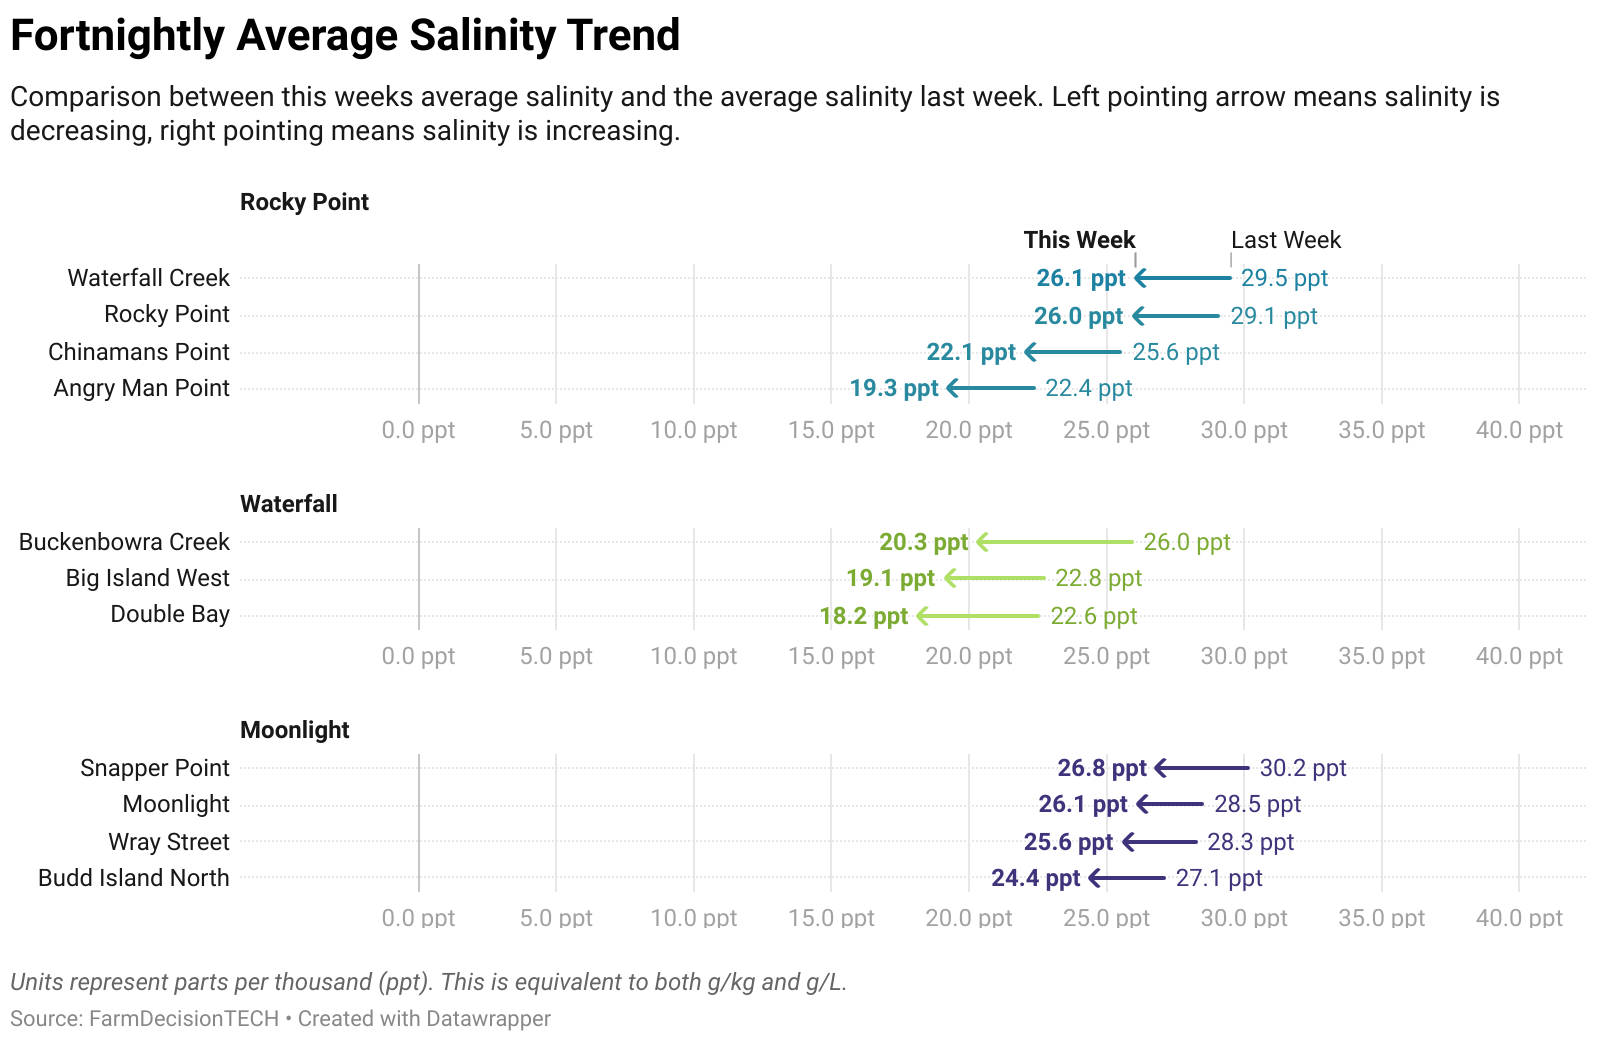 Fortnightly Average Salinity Trend
Comparison between this weeks average salinity and the average salinity last week. Left pointing arrow means salinity is
decreasing, right pointing means salinity is increasing.
Rocky Point
This Week Last Week
Waterfall Creek 26.1 ppt 29.5 ppt
Rocky Point 26.0 ppt 29.1 ppt
Chinamans Point 22.1 ppt 25.6 ppt
Angry Man Point 19.3 ppt 22.4 ppt
0.0 ppt 5.0 ppt 10.0 ppt 15.0 ppt 20.0 ppt 25.0 ppt 30.0 ppt 35.0 ppt 40.0 ppt
Waterfall
Buckenbowra Creek 20.3 ppt 26.0 ppt
Big Island West 19.1 ppt 22.8 ppt
Double Bay 18.2 ppt 22.6 ppt
0.0 ppt 5.0 ppt 10.0 ppt 15.0 ppt 20.0 ppt 25.0 ppt 30.0 ppt 35.0 ppt 40.0 ppt
Moonlight
Snapper Point 26.8 ppt 30.2 ppt
Moonlight 26.1 ppt 28.5 ppt
Wray Street 25.6 ppt 28.3 ppt
Budd Island North 24.4 ppt 27.1 ppt
0.0 ppt 5.0 ppt 10.0 ppt 15.0 ppt 20.0 ppt 25.0 ppt 30.0 ppt 35.0 ppt 40.0 ppt
Units represent parts per thousand (ppt). This is equivalent to both g/kg and g/L.
Source: FarmDecisionTECH • Created with Datawrapper